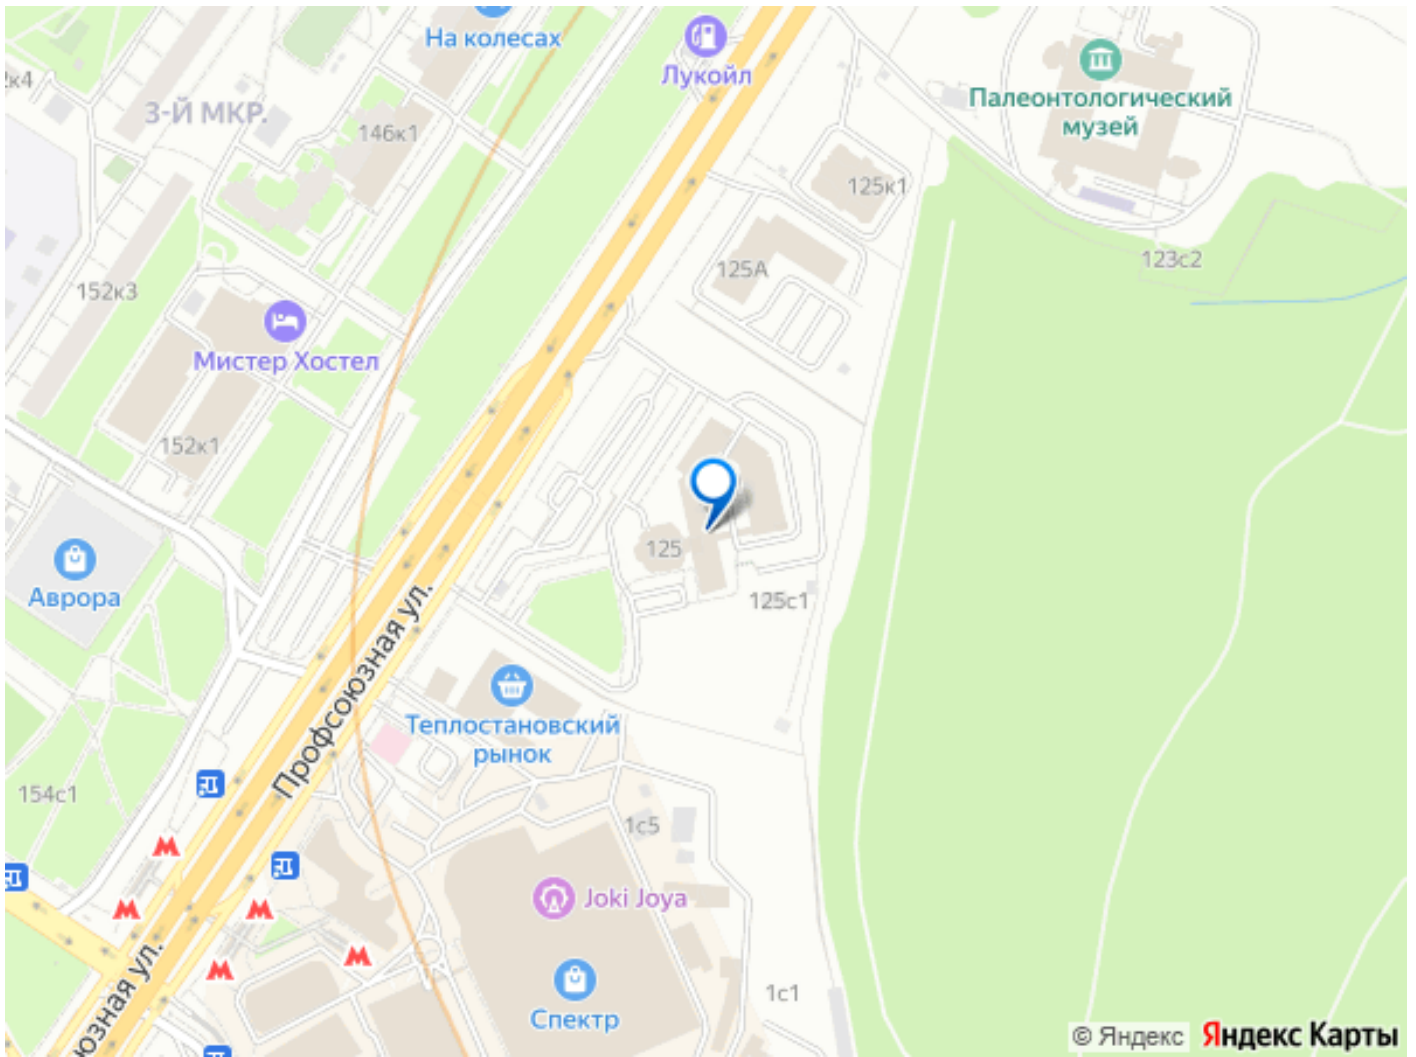 На колесах
Лукойл
Палеонтологический
музей
3-Й МКР.
146к1
125к1
125А
123с2
152к3
Мистер Хостел
152к1
Аврора
125
125с1
Профсоюзная ул.
Теплостановский
рынок
154с1
1с5
Joki Joya
Спектр
1с1
© Яндекс Яндекс Карты